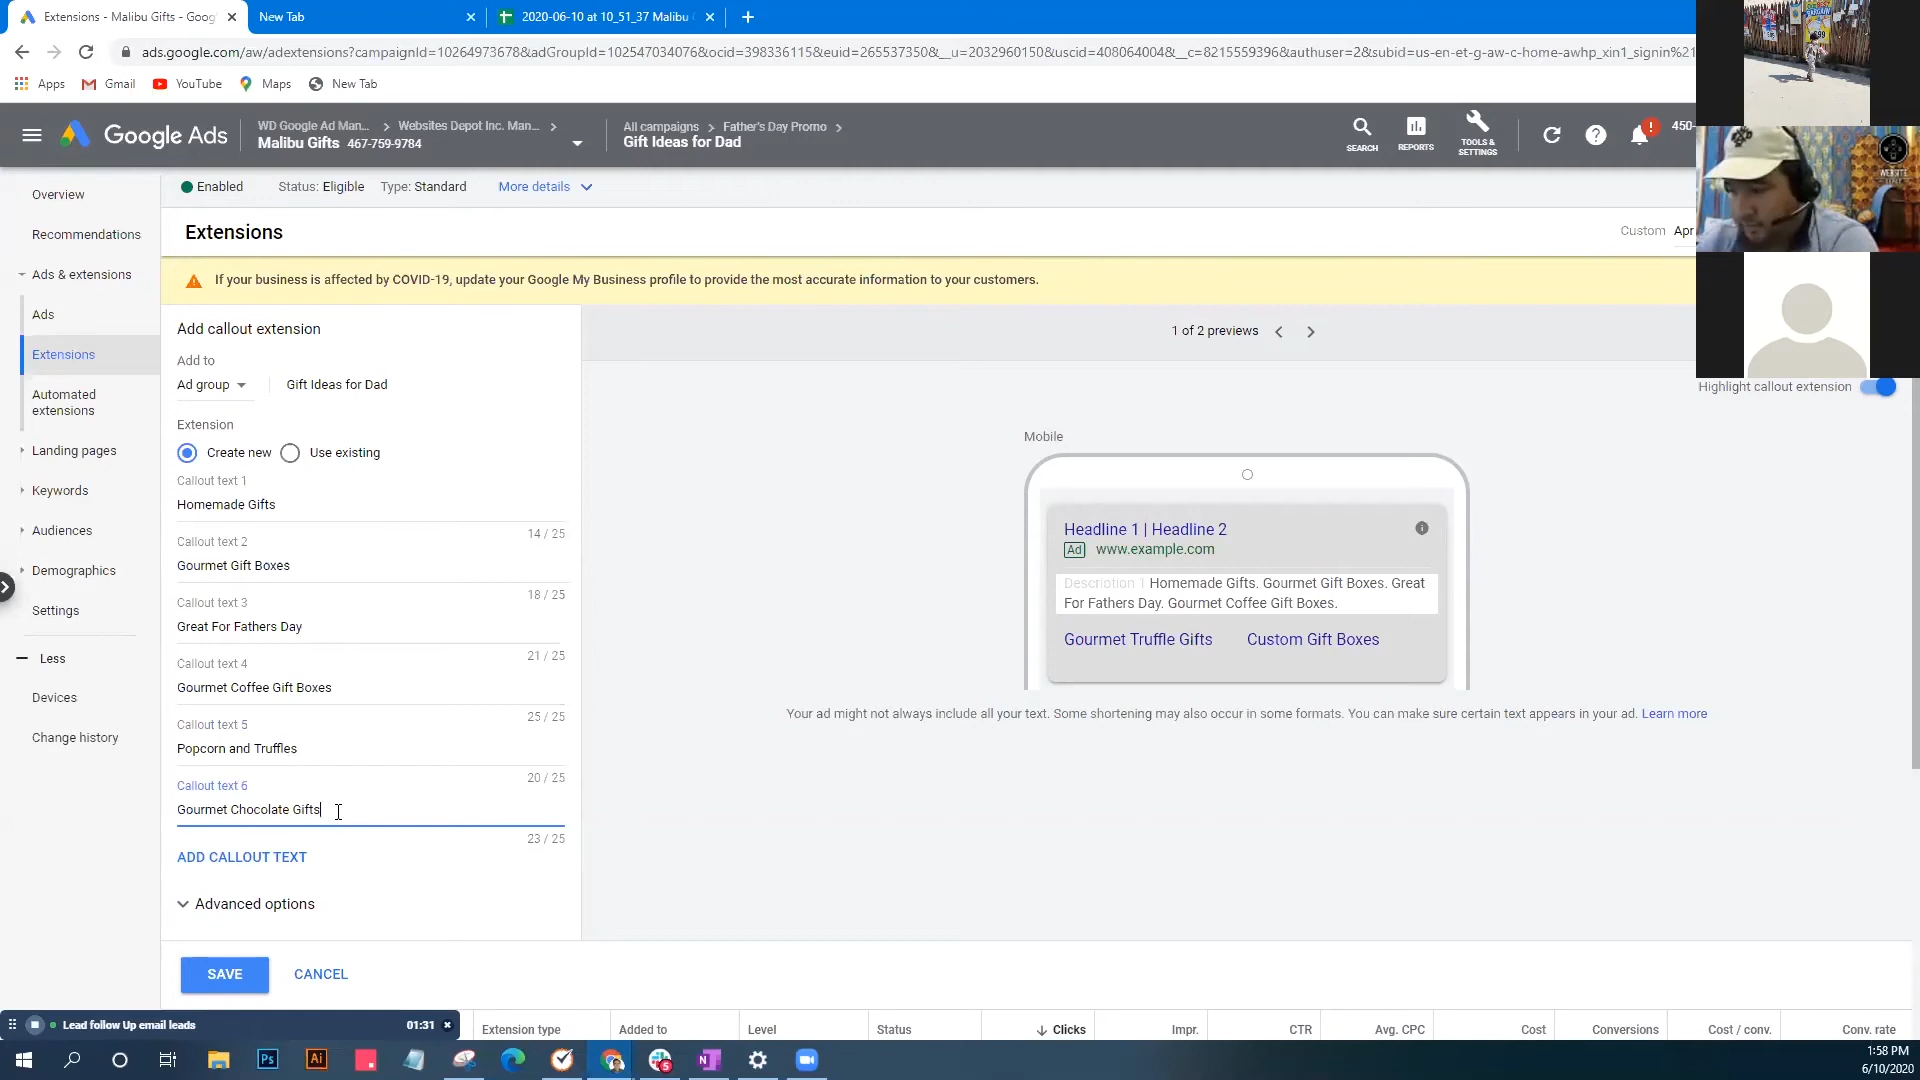 Extensions - Malibu Gifts - Goog
New Tab
2020-06-10 at 10_51_37 Malibu
ads.google.com/aw/adextensions?campaignId=10264973678&adGroupId=102547034076&ocid=398336115&euid=265537350&__u=2032960150&uscid=4080640048&__c=8215559396&authuser=2&subid=us-en-et-g-aw-c-home-awhp_xin1_signin%21
Apps
Gmail
YouTube
Maps
New Tab
Google Ads
WD Google Ad Man... > Websites Depot Inc. Man... >
Malibu Gifts 467-759-9784
All campaigns > Father's Day Promo >
Gift Ideas for Dad
SEARCH
REPORTS
TOOLS &
SETTINGS
450-
Overview
Recommendations
Ads & extensions
Ads
Extensions
Automated
extensions
Landing pages
Keywords
Audiences
Demographics
Settings
Less
Devices
Change history
Enabled Status: Eligible Type: Standard More details
Extensions
Custom Apr
If your business is affected by COVID-19, update your Google My Business profile to provide the most accurate information to your customers.
Add callout extension
Add to
Ad group Gift Ideas for Dad
Extension
Create new Use existing
Callout text 1
Homemade Gifts
14 / 25
Callout text 2
Gourmet Gift Boxes
18 / 25
Callout text 3
Great For Fathers Day
21 / 25
Callout text 4
Gourmet Coffee Gift Boxes
25 / 25
Callout text 5
Popcorn and Truffles
20 / 25
Callout text 6
Gourmet Chocolate Gifts
23 / 25
ADD CALLOUT TEXT
Advanced options
SAVE
CANCEL
1 of 2 previews
Highlight callout extension
Mobile
Headline 1 | Headline 2
Ad www.example.com
Description 1 Homemade Gifts. Gourmet Gift Boxes. Great
For Fathers Day. Gourmet Coffee Gift Boxes.
Gourmet Truffle Gifts Custom Gift Boxes
Your ad might not always include all your text. Some shortening may also occur in some formats. You can make sure certain text appears in your ad. Learn more
Lead follow Up email leads 01:31
Extension type Added to Level Status Clicks Impr. CTR Avg. CPC Cost Conversions Cost / conv. Conv. rate
1:58 PM
6/10/2020